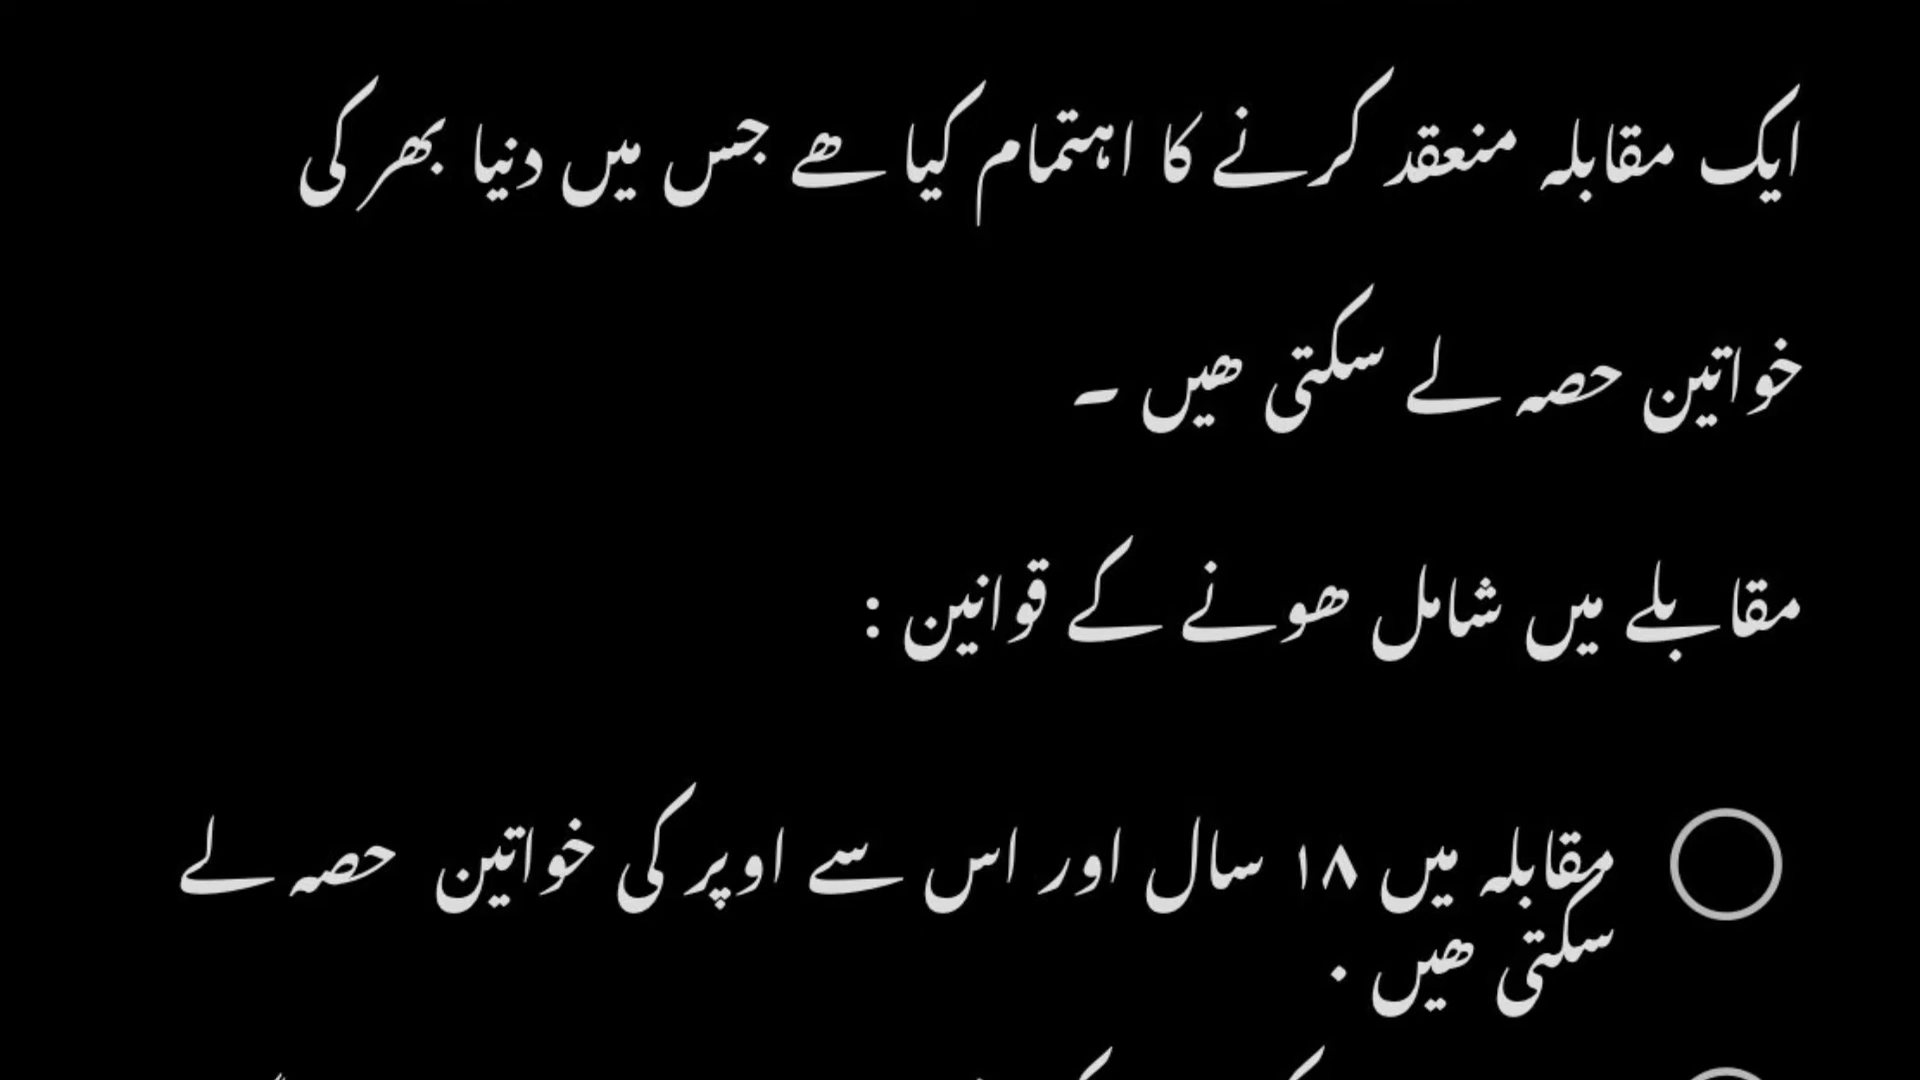 ایک مقابلہ منعقد کرنے کا اہتمام کیا ھے جس میں دنیا بھر کی
خواتین حصہ لے سکتی ھیں ۔
مقابلے میں شامل ھونے کے قوانین :
مقابلہ میں ۱۸ سال اور اس سے اوپر کی خواتین حصہ لے
سکتی ھیں .